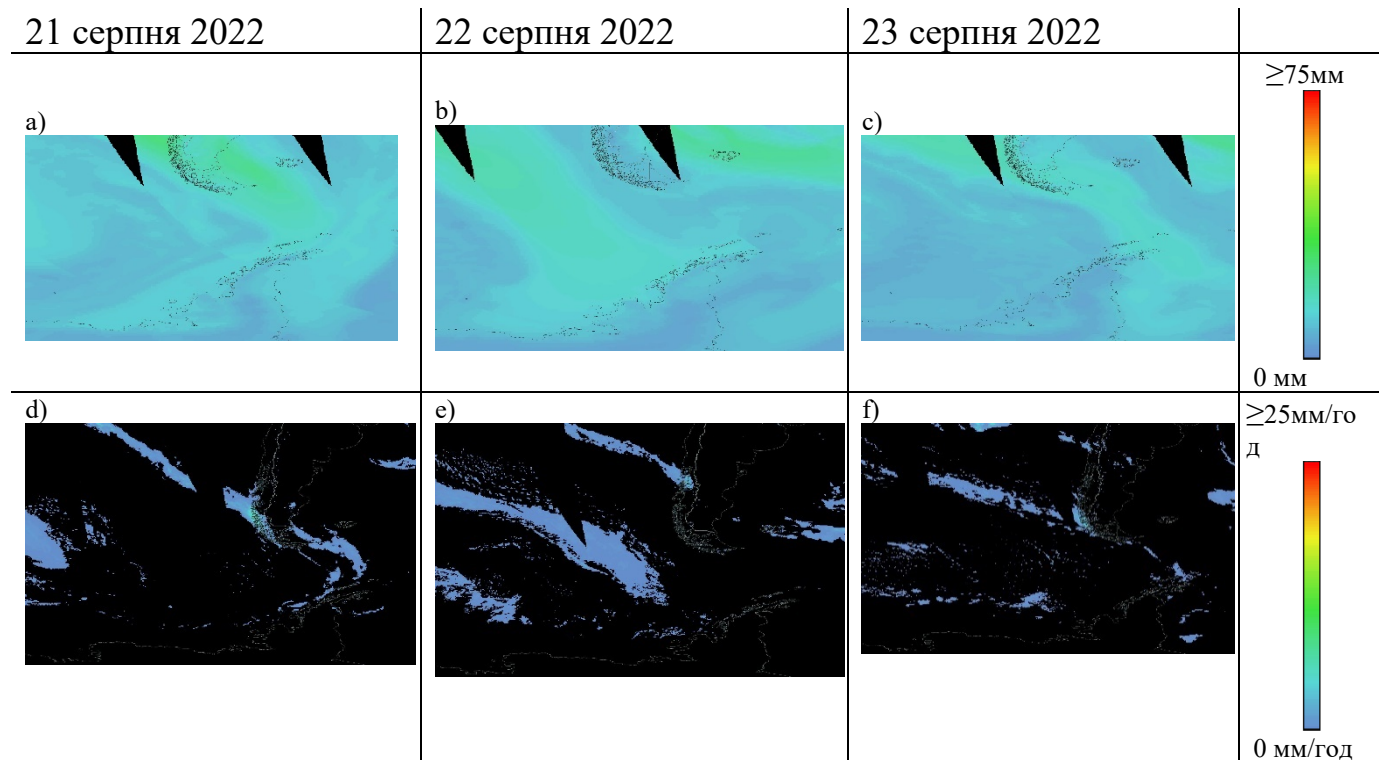 21 серпня 2022
22 серпня 2022
23 серпня 2022
≥75мм
a)
b)
c)
0 мм
d)
e)
f)
≥25мм/го
д
0 мм/год